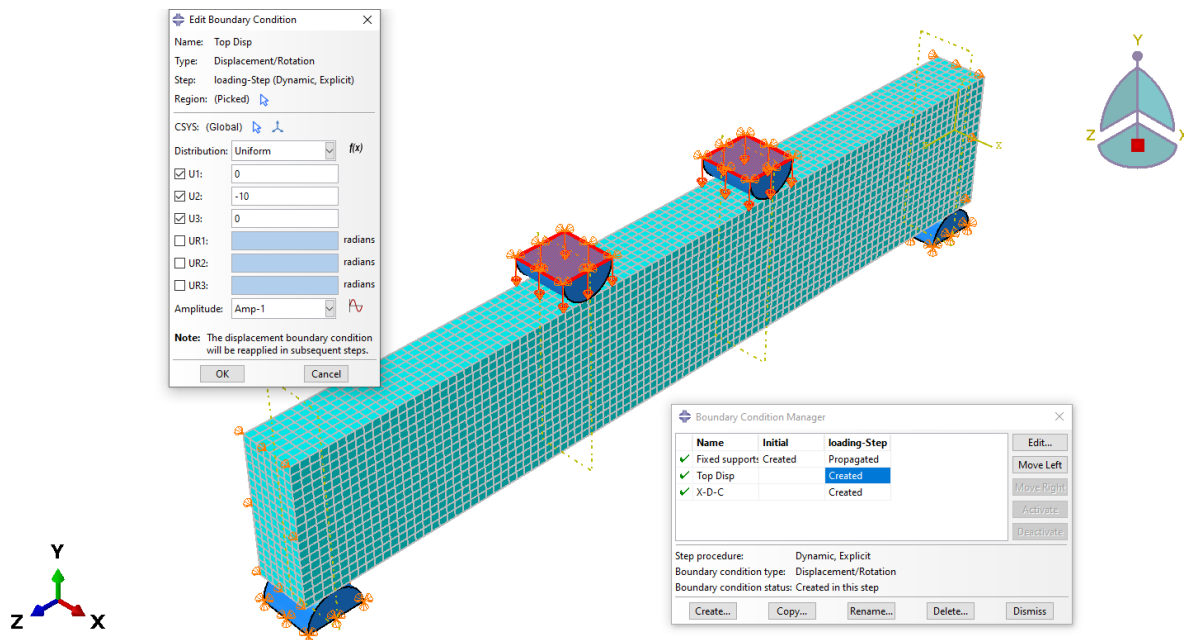 Edit Boundary Condition
Name: Top Disp
Type: Displacement/Rotation
Step: loading-Step (Dynamic, Explicit)
Region: (Picked)
CSYS: (Global)
Distribution: Uniform f(x)
U1: 0
U2: -10
U3: 0
UR1: radians
UR2: radians
UR3: radians
Amplitude: Amp-1
Note: The displacement boundary condition
will be reapplied in subsequent steps.
OK Cancel
Y
Z X
X
Boundary Condition Manager
Name Initial loading-Step
Fixed supports Created Propagated
Top Disp Created
X-D-C Created
Edit...
Move Left
Move Right
Activate
Deactivate
Step procedure: Dynamic, Explicit
Boundary condition type: Displacement/Rotation
Boundary condition status: Created in this step
Create... Copy... Rename... Delete... Dismiss
Y
Z X